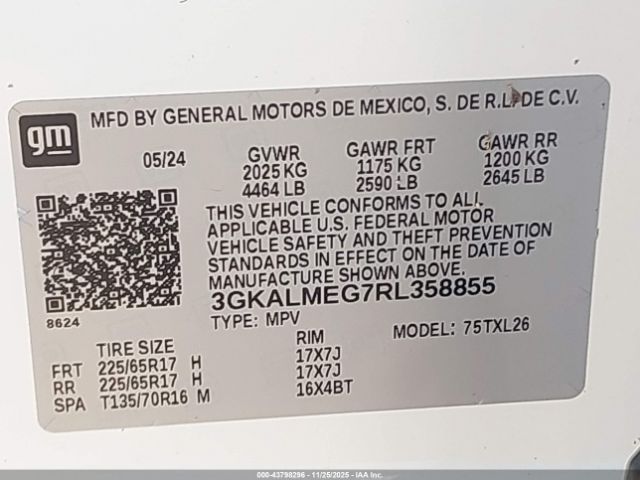 gm
MFD BY GENERAL MOTORS DE MEXICO, S. DE R.L. DE C.V.
05/24 GVWR GAWR FRT GAWR RR
2025 KG 1175 KG 1200 KG
4464 LB 2590 LB 2645 LB
THIS VEHICLE CONFORMS TO ALL
APPLICABLE U.S. FEDERAL MOTOR
VEHICLE SAFETY AND THEFT PREVENTION
STANDARDS IN EFFECT ON THE DATE OF
MANUFACTURE SHOWN ABOVE.
3GKALMEG7RL358855
8624
TYPE: MPV MODEL: 75TXL26
TIRE SIZE RIM
FRT 225/65R17 H 17X7J
RR 225/65R17 H 17X7J
SPA T135/70R16 M 16X4BT
000-43798296 - 11/25/2025 - IAA, Inc.